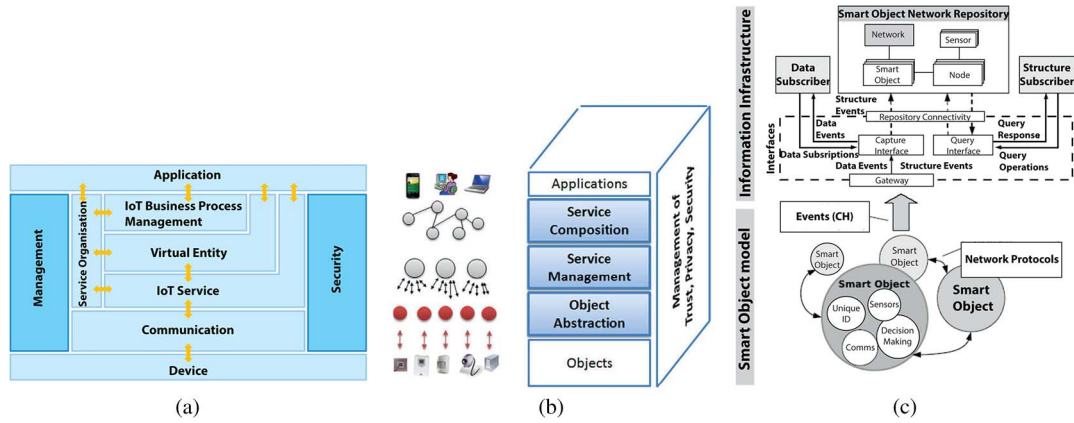 Application
Management
Service Organisation
IoT Business Process
Management
Virtual Entity
IoT Service
Communication
Security
Device
(a)
Applications
Service
Composition
Service
Management
Object
Abstraction
Objects
Management of
Trust, Privacy, Security
(b)
Information Infrastructure
Smart Object Network Repository
Network
Sensor
Smart
Object
Node
Data
Subscriber
Structure
Subscriber
Structure
Events
Repository Connectivity
Interfaces
Data
Events
Capture
Interface
Query
Interface
Query
Response
Data Subsriptions
Query
Operations
Data Events
Structure Events
Gateway
Smart Object model
Events (CH)
Network Protocols
Smart
Object
Smart
Object
Smart
Object
Smart Object
Unique
ID
Sensors
Comms
Decision
Making
(c)